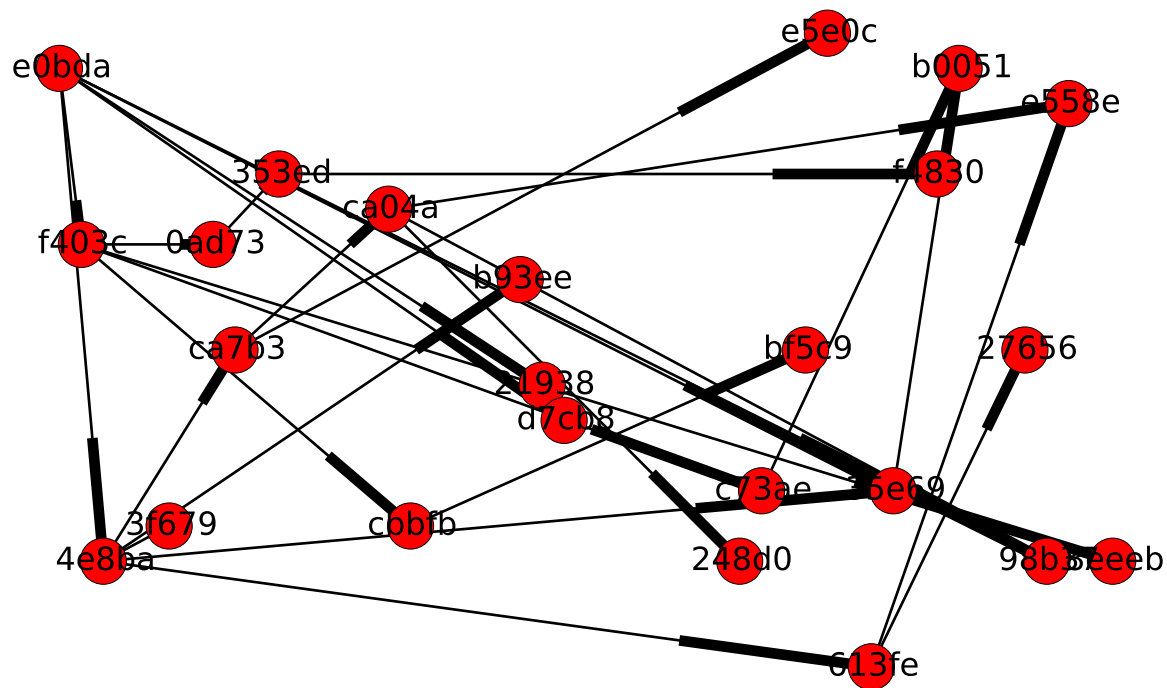 e5e0c
e0bda
b0051
e558e
353ed
f4830
ca04a
f403c
0ad73
b93ee
ca7b3
bf5c9
27656
21938
d7cb8
c73ae
3f679
4e8ba
248d0
613fe